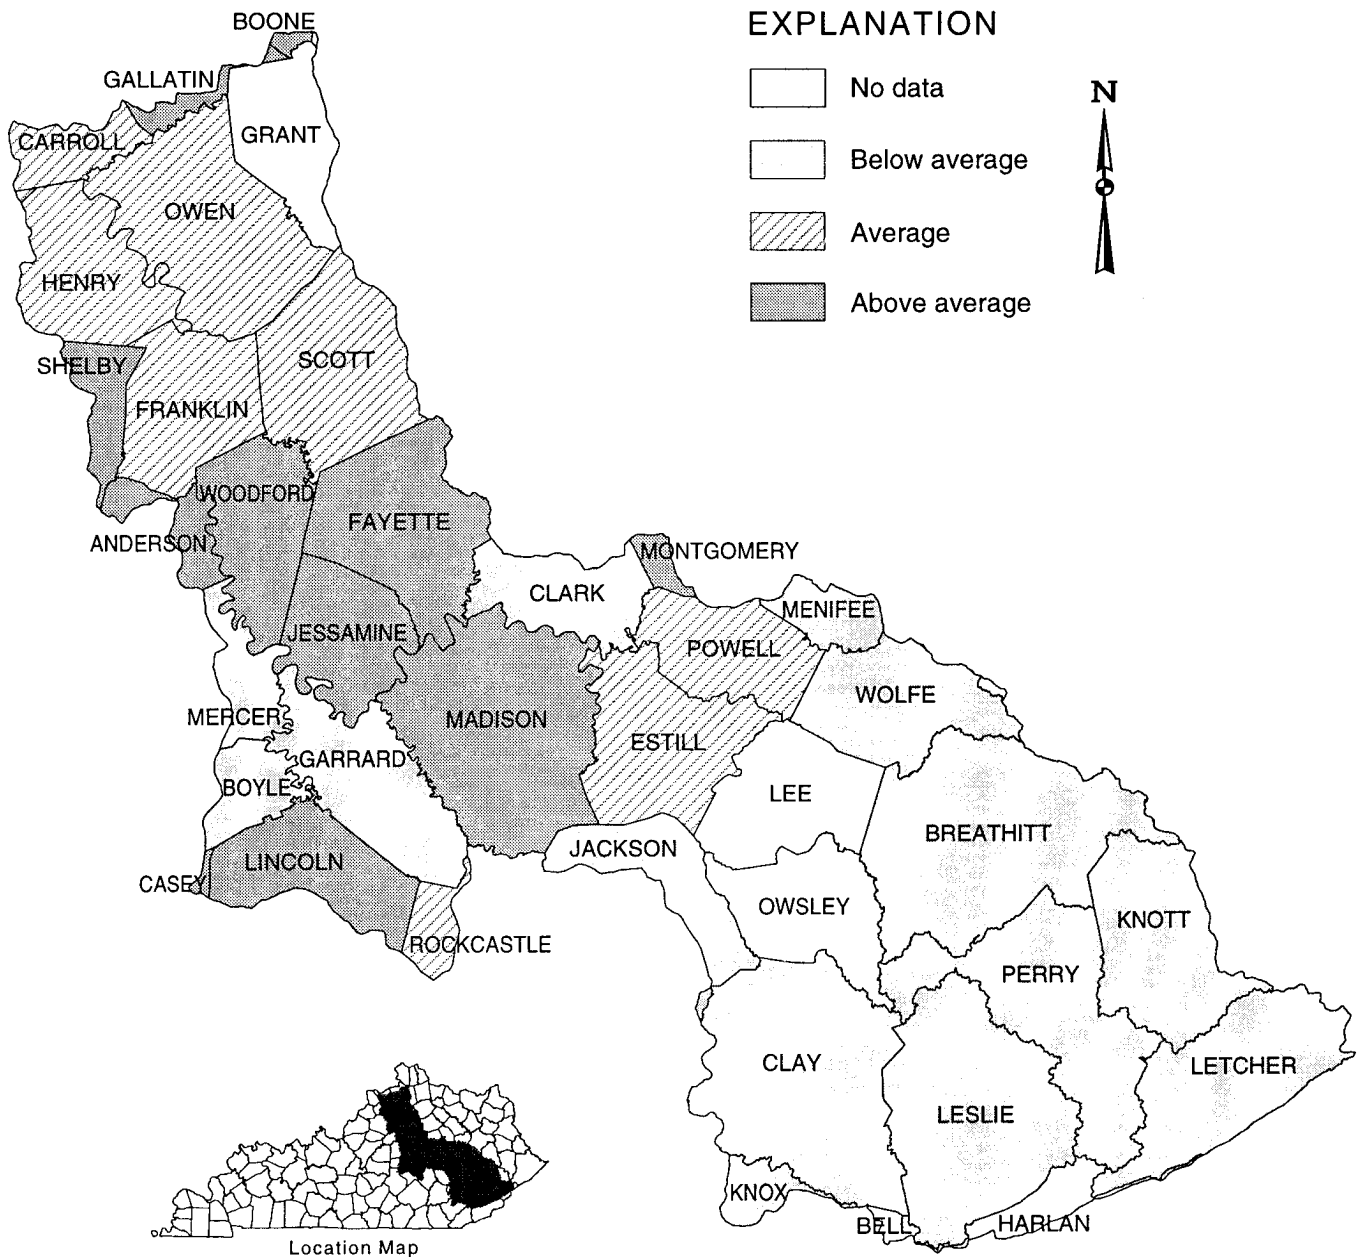 BOONE
EXPLANATION
GALLATIN
No data
N
CARROLL
GRANT
Below average
OWEN
Average
HENRY
Above average
SHELBY
SCOTT
FRANKLIN
WOODFORD
FAYETTE
ANDERSON
MONTGOMERY
CLARK
MENIFEE
JESSAMINE
POWELL
WOLFE
MERCER
MADISON
ESTILL
GARRARD
BOYLE
LEE
BREATHITT
JACKSON
LINCOLN
CASEY
OWSLEY
KNOTT
ROCKCASTLE
PERRY
CLAY
LETCHER
LESLIE
KNOX
BELL
HARLAN
Location Map